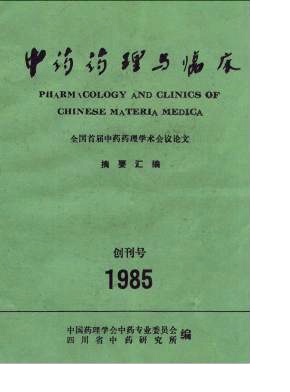 中药药理与临床
PHARMACOLOGY AND CLINICS OF
CHINESE MATERIA MEDICA
全国首届中药药理学术会议论文
摘要汇编
创刊号
1985
中国药理学会中药专业委员会
四川省中药研究所 编